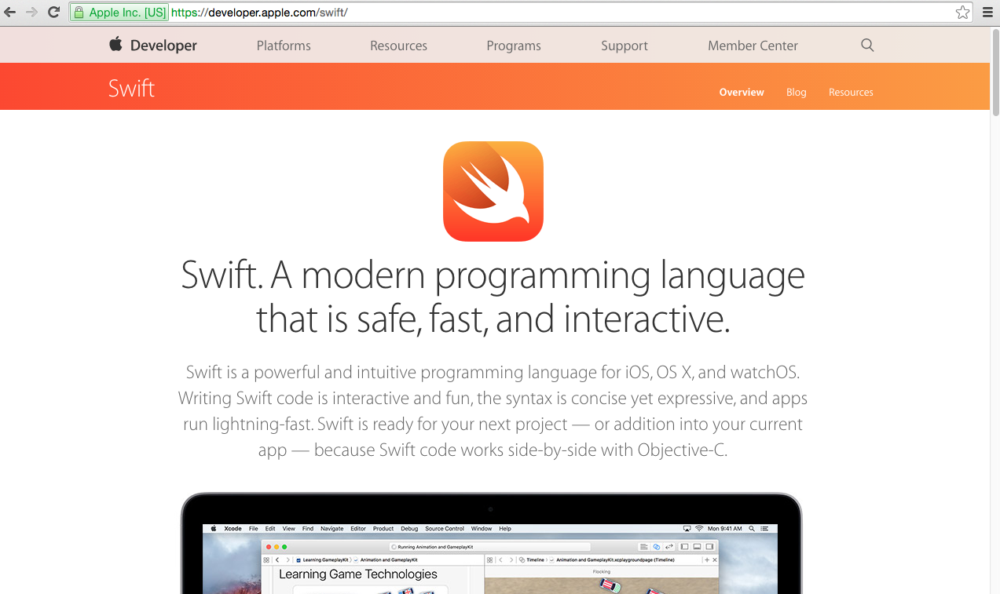 Apple Inc. [US] https://developer.apple.com/swift/
Developer Platforms Resources Programs Support Member Center
Swift Overview Blog Resources
Swift. A modern programming language
that is safe, fast, and interactive.
Swift is a powerful and intuitive programming language for iOS, OS X, and watchOS.
Writing Swift code is interactive and fun, the syntax is concise yet expressive, and apps
run lightning-fast. Swift is ready for your next project — or addition into your current
app — because Swift code works side-by-side with Objective-C.
Xcode File Edit View Find Navigate Editor Product Debug Source Control Window Help Mon 9:41 AM
Running Animation and GameplayKit
Learning GameplayKit Animation and GameplayKit Timeline Animation and GameplayKit.xcplaygroundpage (Timeline)
Learning Game Technologies Flocking